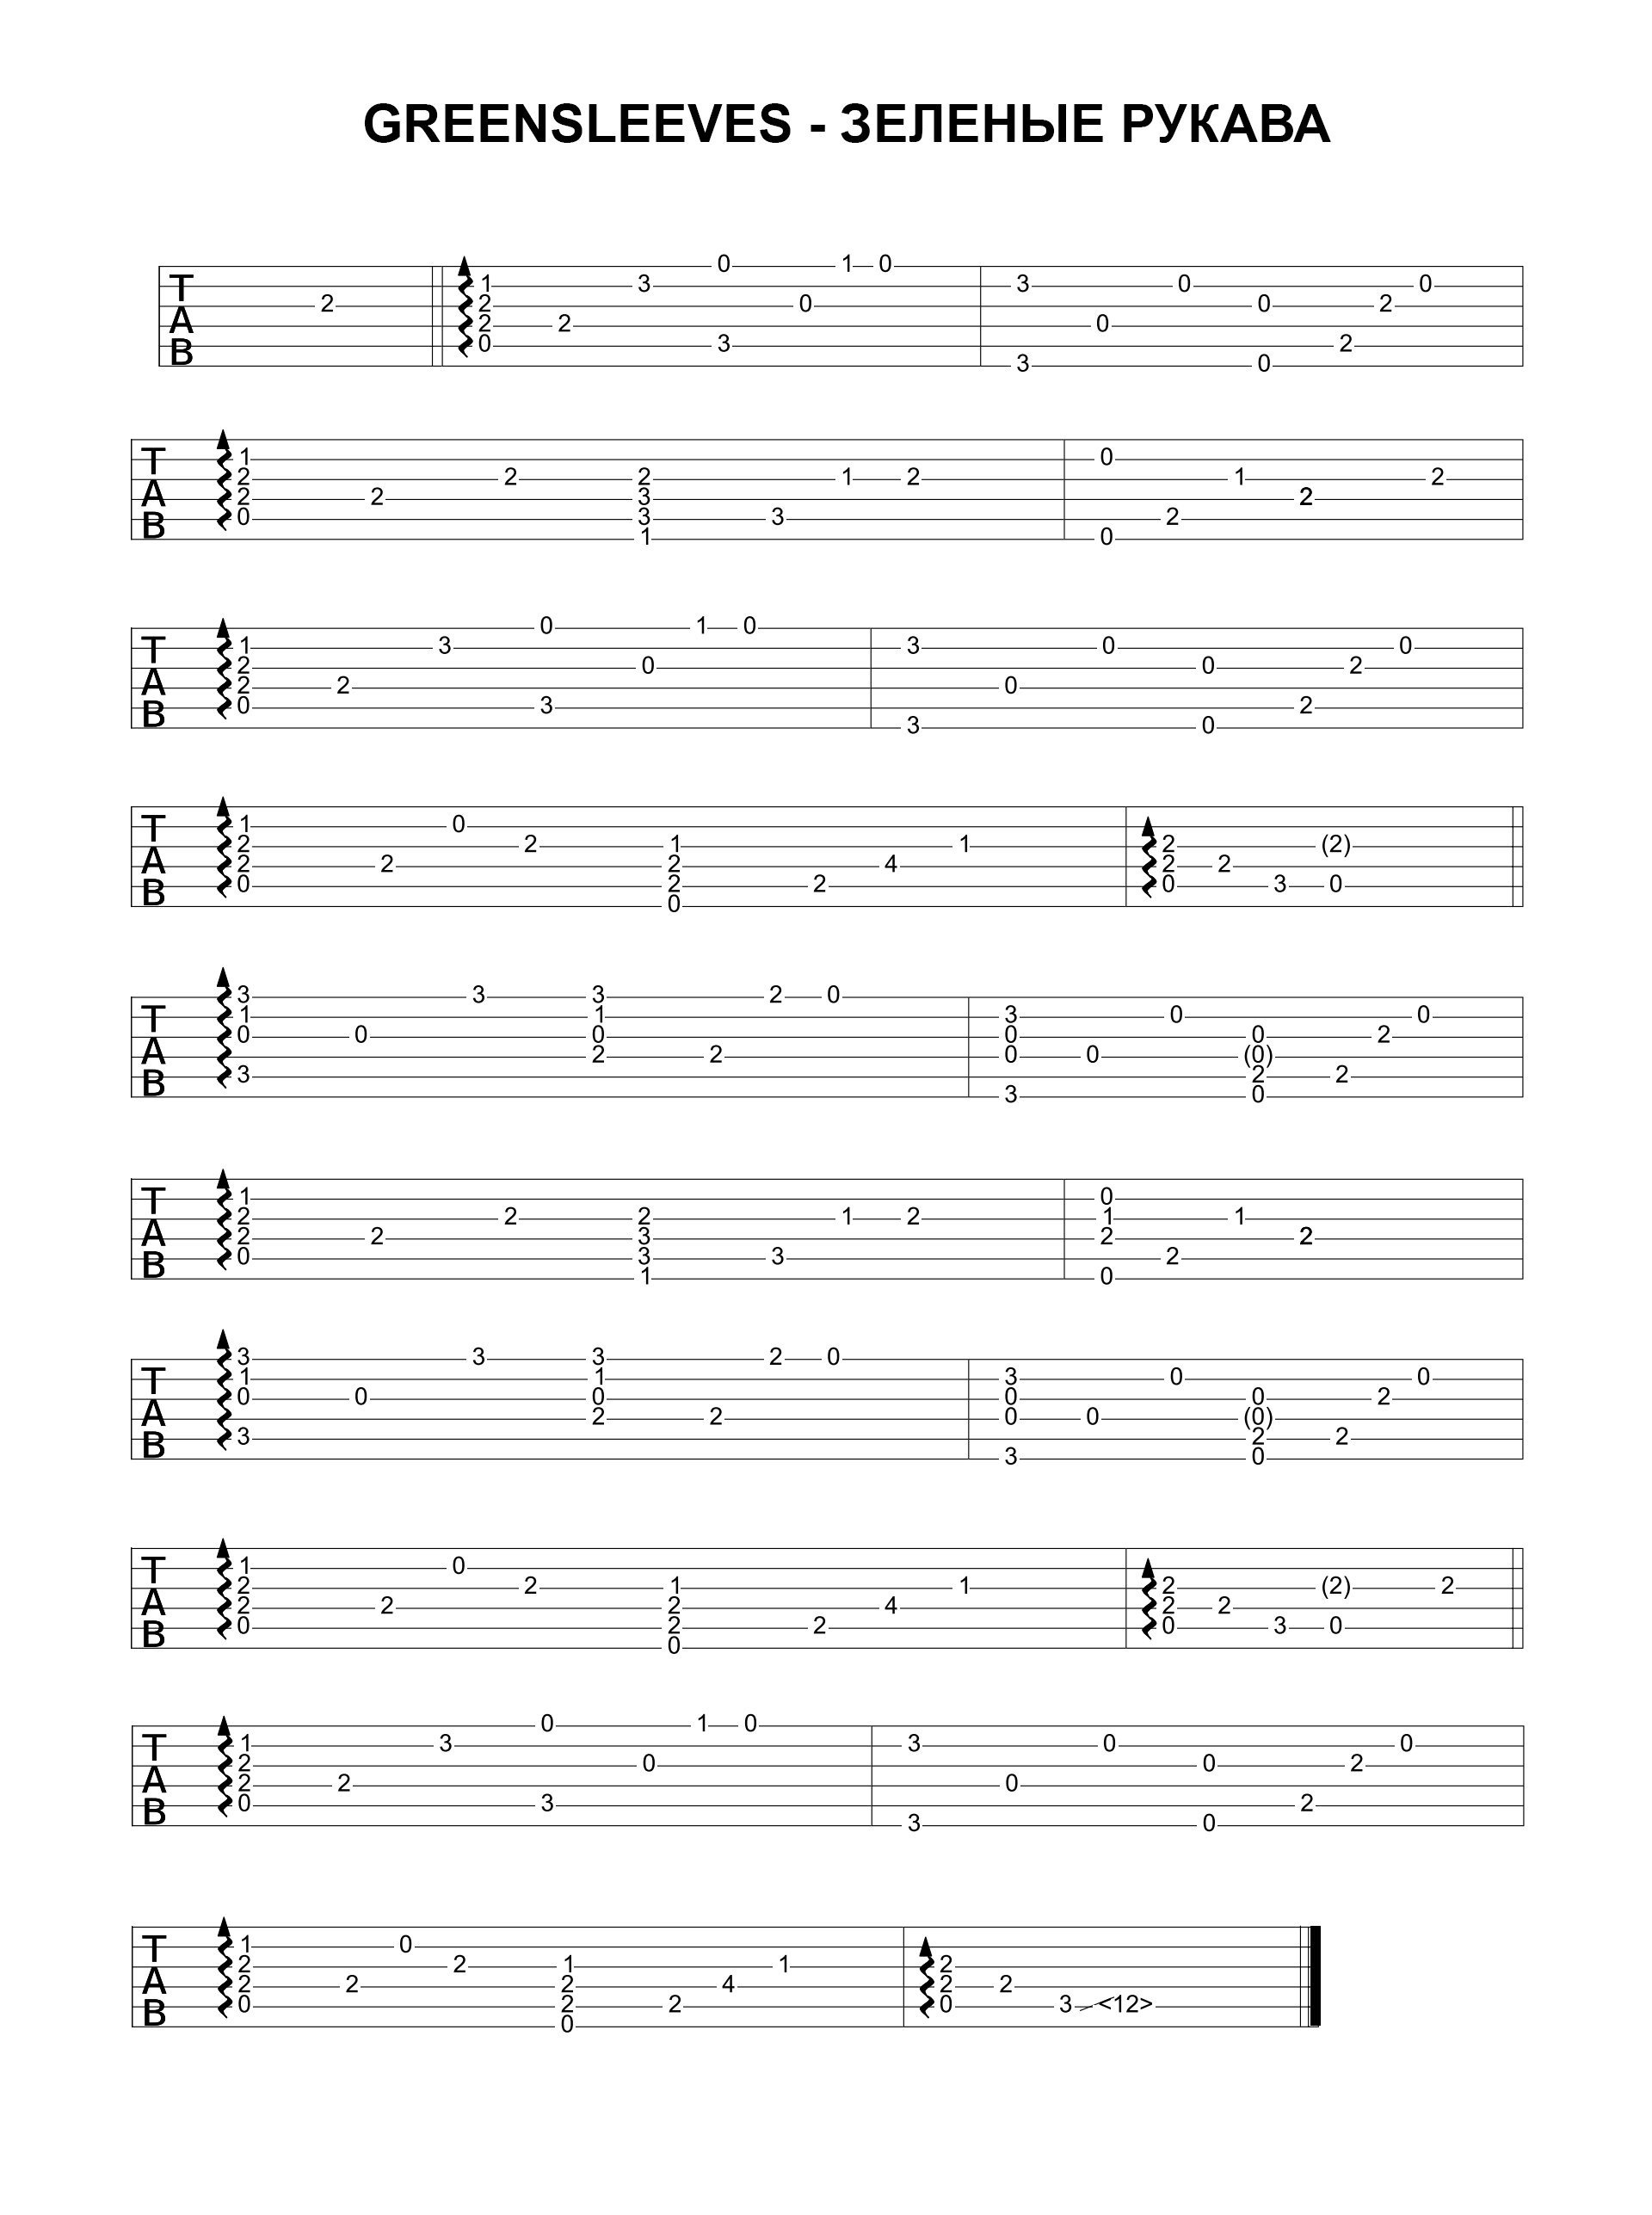 GREENSLEEVES - ЗЕЛЕНЫЕ РУКАВА
0 1 0
T 1 3 3 0 0
2 2 0 0 2
A 2 2 0
B 0 3 2
3 0
T 1 0
2 2 2 1 2 1 2
A 2 2 3 2
B 0 3 3 2
1 0
0 1 0
T 1 3 3 0 0
2 0 0 2
A 2 2 0
B 0 3 2
3 0
T 1 0
2 2 1 1 2 (2)
A 2 2 2 4 2 2
B 0 2 2 0 3 0
0
3 3 3 2 0
T 1 1 3 0 0
0 0 0 0 0 2
A 2 2 0 0 (0)
B 3 2 2
3 0
T 1 0
2 2 2 1 2 1 1
A 2 2 3 2 2
B 0 3 3 2
1 0
3 3 3 2 0
T 1 1 3 0 0
0 0 0 0 0 2
A 2 2 0 0 (0)
B 3 2 2
3 0
T 1 0
2 2 1 1 2 (2) 2
A 2 2 2 4 2 2
B 0 2 2 0 3 0
0
0 1 0
T 1 3 3 0 0
2 0 0 2
A 2 2 0
B 0 3 2
3 0
T 1 0
2 2 1 1 2
A 2 2 2 4 2 2
B 0 2 2 0 3 <12>
0